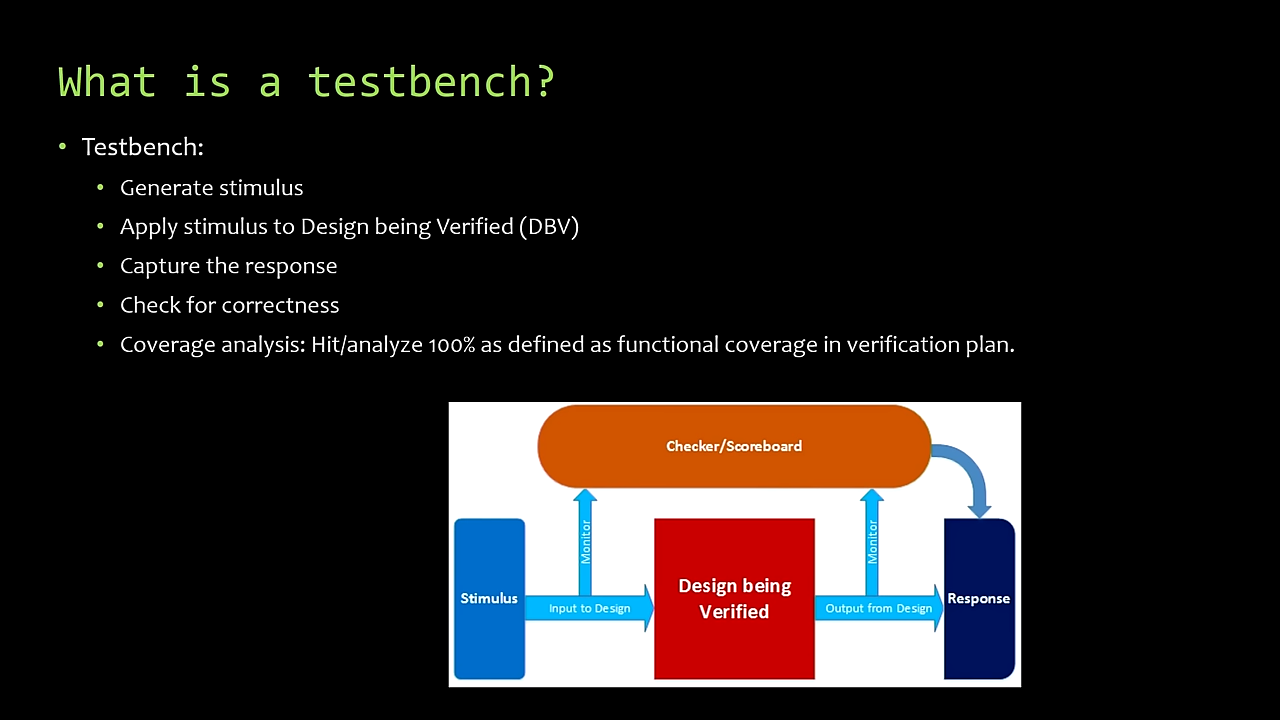 What is a testbench?
• Testbench:
• Generate stimulus
• Apply stimulus to Design being Verified (DBV)
• Capture the response
• Check for correctness
• Coverage analysis: Hit/analyze 100% as defined as functional coverage in verification plan.
Checker/Scoreboard
Monitor
Monitor
Stimulus
Input to Design
Design being
Verified
Output from Design
Response